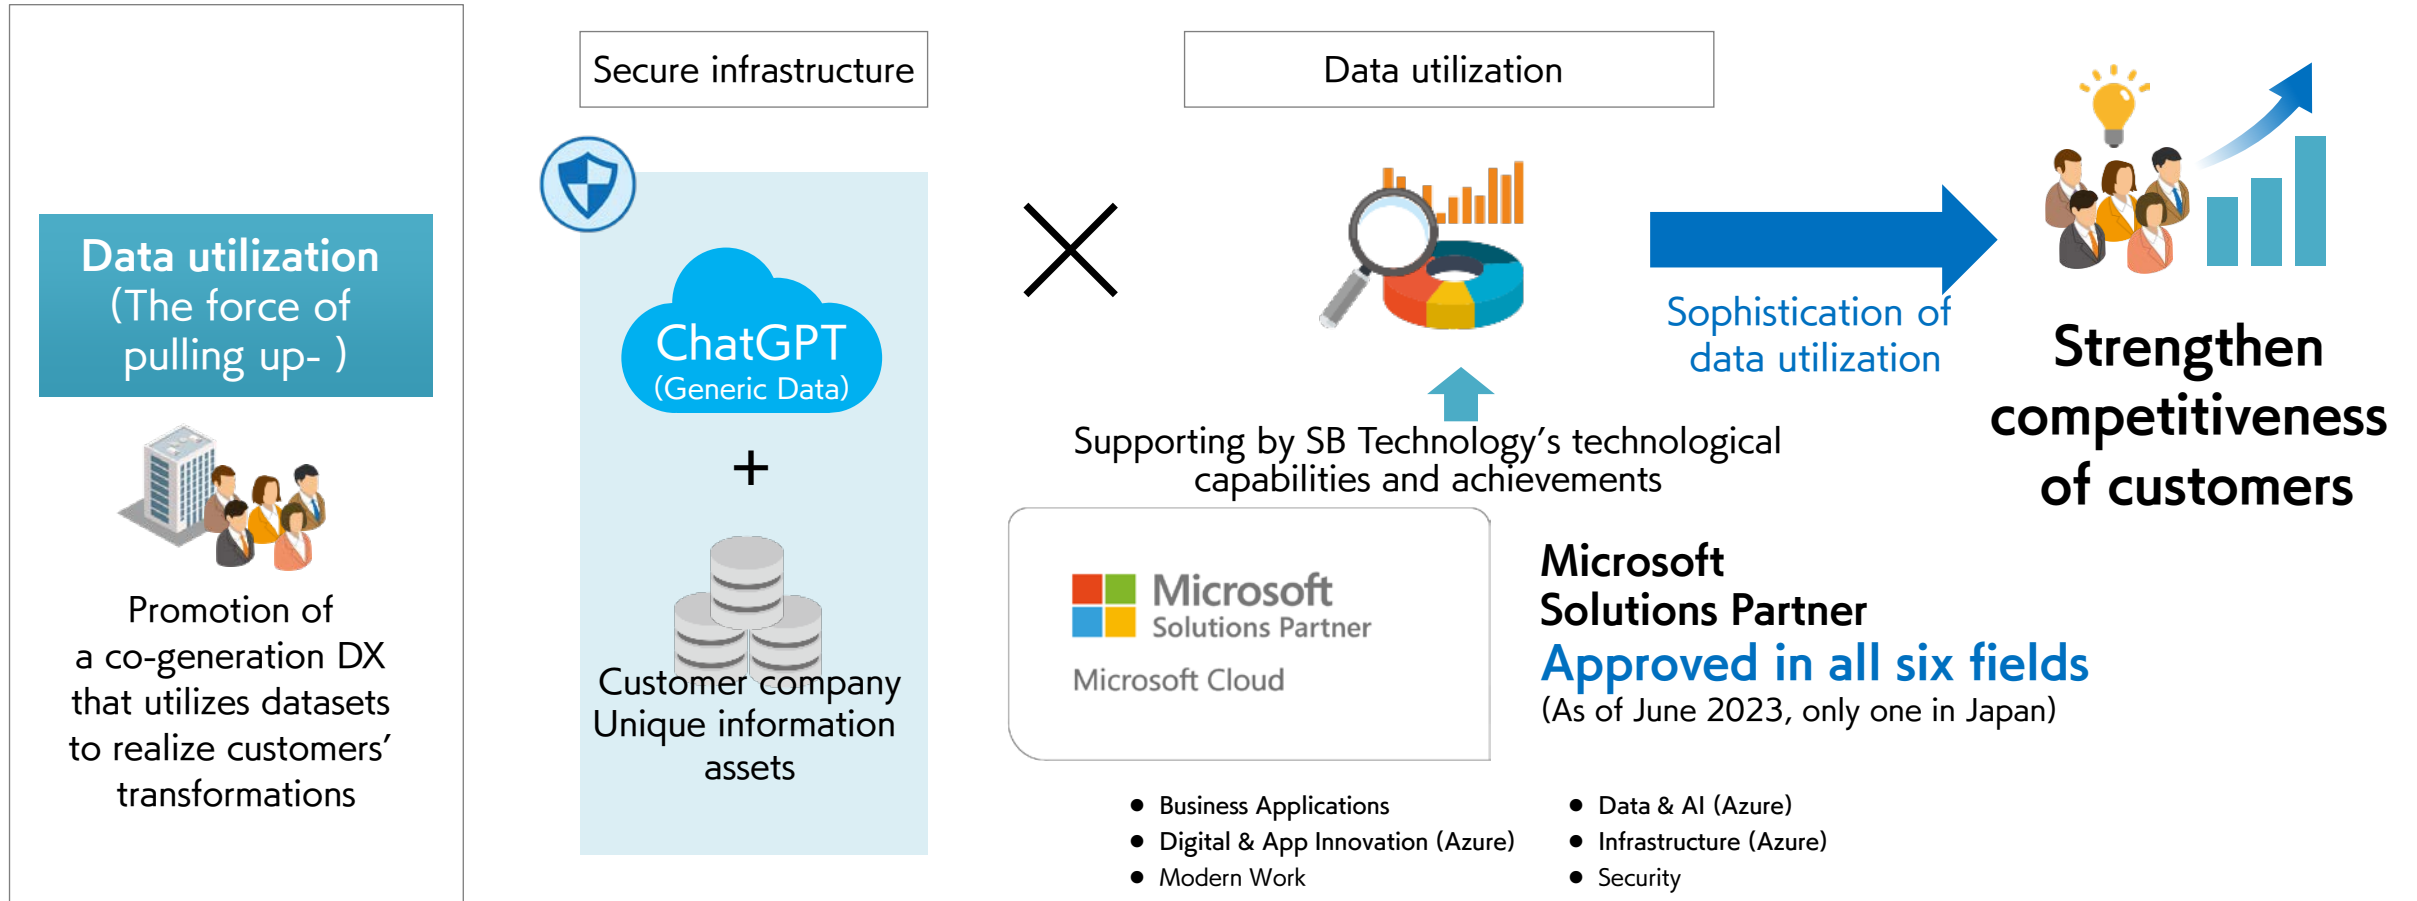 Data utilization
(The force of
pulling up- )
Promotion of
a co-generation DX
that utilizes datasets
to realize customers’
transformations
Secure infrastructure
ChatGPT
(Generic Data)
+
Customer company
Unique information
assets
Data utilization
Supporting by SB Technology’s technological
capabilities and achievements
Microsoft
Solutions Partner
Microsoft Cloud
Microsoft
Solutions Partner
Approved in all six fields
(As of June 2023, only one in Japan)
● Business Applications
● Digital & App Innovation (Azure)
● Modern Work
● Data & AI (Azure)
● Infrastructure (Azure)
● Security
Sophistication of
data utilization
Strengthen
competitiveness
of customers